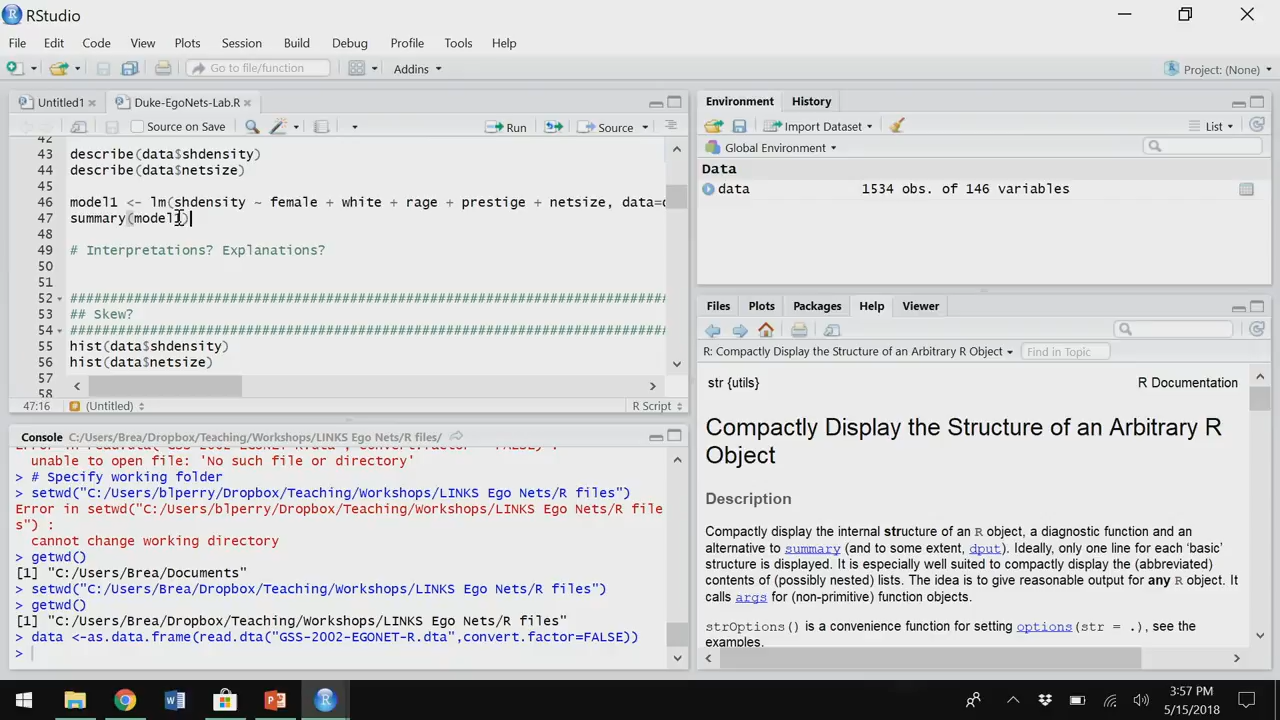 RStudio
File Edit Code View Plots Session Build Debug Profile Tools Help
Go to file/function Addins Project: (None)
Untitled1 Duke-EgoNets-Lab.R
Source on Save Run Source
42
43 describe(data$shdensity)
44 describe(data$netsize)
45
46 model1 <- lm(shdensity ~ female + white + rage + prestige + netsize, data=
47 summary(model1)
48
49 # Interpretations? Explanations?
50
51
52 ##########################################################################
53 ## Skew?
54 ##########################################################################
55 hist(data$shdensity)
56 hist(data$netsize)
57
58
47:16 (Untitled) R Script
Console C:/Users/Brea/Dropbox/Teaching/Workshops/LINKS Ego Nets/R files/
unable to open file: 'No such file or directory'
> # Specify working folder
> setwd("C:/Users/blperry/Dropbox/Teaching/Workshops/LINKS Ego Nets/R files")
Error in setwd("C:/Users/blperry/Dropbox/Teaching/Workshops/LINKS Ego Nets/R file
s") :
cannot change working directory
> getwd()
[1] "C:/Users/Brea/Documents"
> setwd("C:/Users/Brea/Dropbox/Teaching/Workshops/LINKS Ego Nets/R files")
> getwd()
[1] "C:/Users/Brea/Dropbox/Teaching/Workshops/LINKS Ego Nets/R files"
> data <-as.data.frame(read.dta("GSS-2002-EGONET-R.dta",convert.factor=FALSE))
>
Environment History
Import Dataset List
Global Environment
Data
data 1534 obs. of 146 variables
Files Plots Packages Help Viewer
R: Compactly Display the Structure of an Arbitrary R Object Find in Topic
str {utils} R Documentation
Compactly Display the Structure of an Arbitrary R
Object
Description
Compactly display the internal structure of an R object, a diagnostic function and an
alternative to summary (and to some extent, dput). Ideally, only one line for each ‘basic’
structure is displayed. It is especially well suited to compactly display the (abbreviated)
contents of (possibly nested) lists. The idea is to give reasonable output for any R object. It
calls args for (non-primitive) function objects.
strOptions() is a convenience function for setting options(str = .), see the
examples.
3:57 PM
5/15/2018